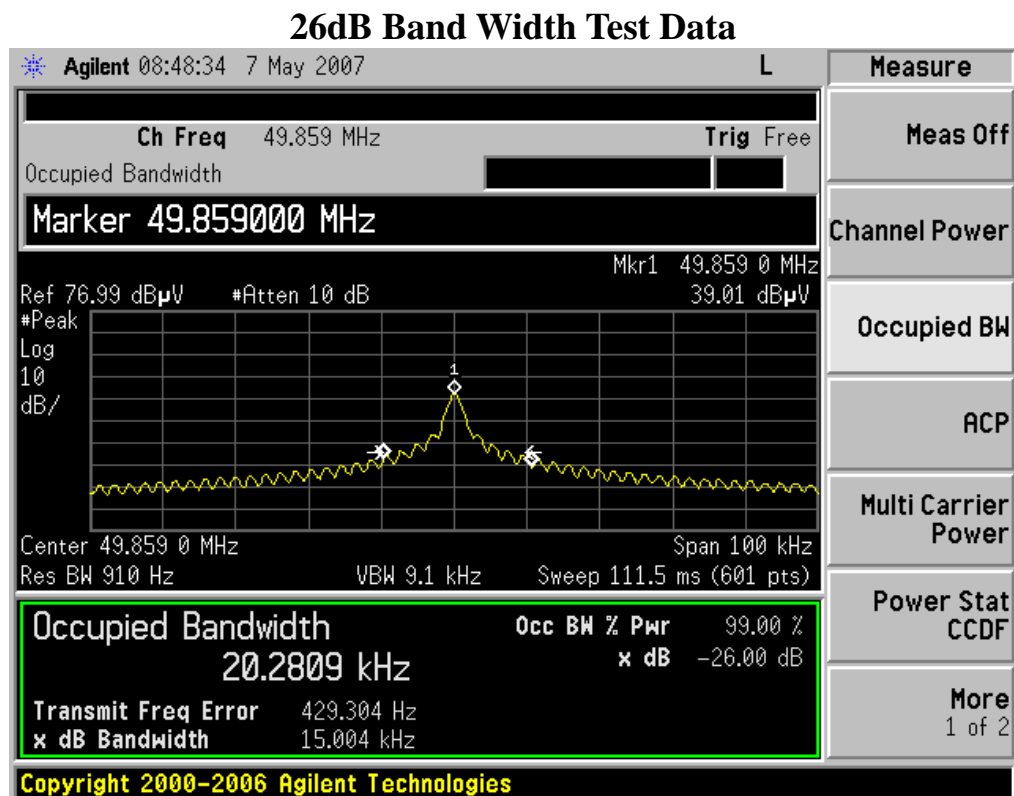 26dB Band Width Test Data
Agilent 08:48:34 7 May 2007 L
Measure
Ch Freq 49.859 MHz Trig Free
Meas Off
Occupied Bandwidth
Marker 49.859000 MHz
Channel Power
Mkr1 49.859 0 MHz
Ref 76.99 dBµV #Atten 10 dB 39.01 dBµV
#Peak
Occupied BW
Log
10
dB/
1
ACP
Multi Carrier
Power
Center 49.859 0 MHz Span 100 kHz
Res BW 910 Hz VBW 9.1 kHz Sweep 111.5 ms (601 pts)
Power Stat
CCDF
Occupied Bandwidth Occ BW % Pwr 99.00 %
20.2809 kHz x dB -26.00 dB
Transmit Freq Error 429.304 Hz
x dB Bandwidth 15.004 kHz
More
1 of 2
Copyright 2000-2006 Agilent Technologies